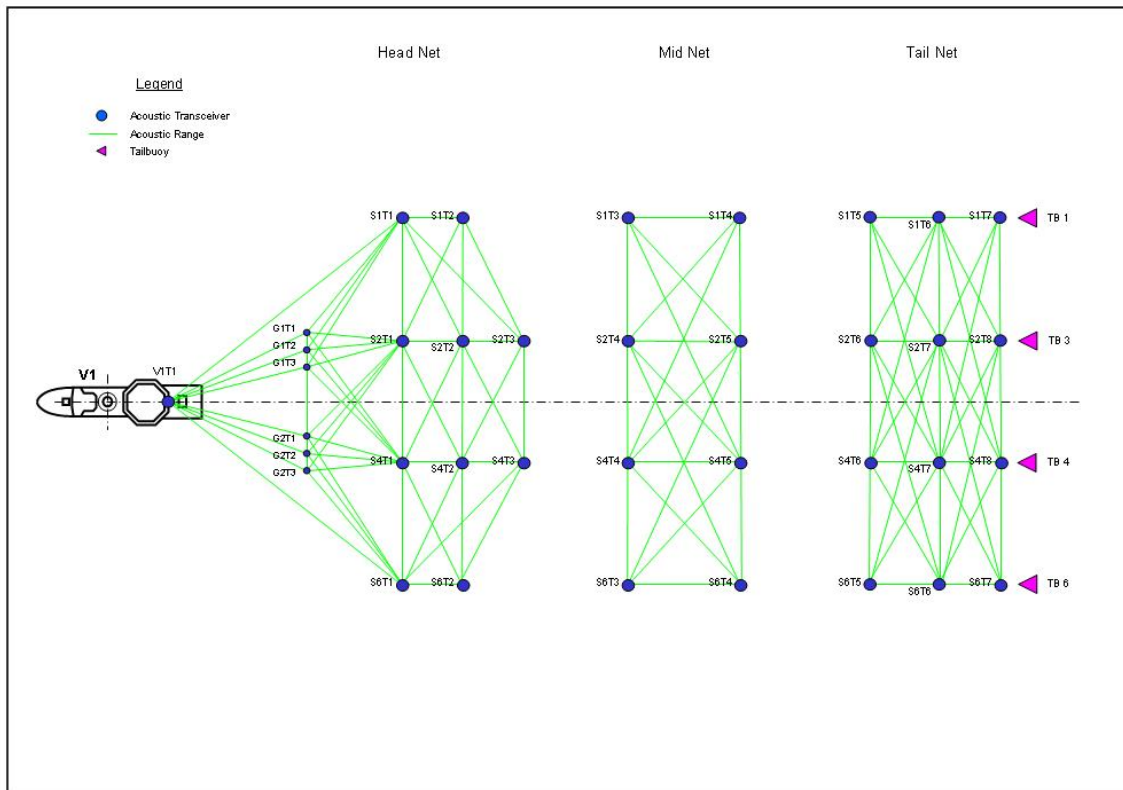 Head Net
Mid Net
Tail Net
Legend
Acoustic Transceiver
Acoustic Range
Tailbuoy
S1T1
S1T2
S1T3
S1T4
S1T5
S1T6
S1T7
TB 1
G1T1
G1T2
G1T3
S2T1
S2T2
S2T3
S2T4
S2T5
S2T6
S2T7
S2T8
TB 3
V1
V1T1
G2T1
G2T2
G2T3
S4T1
S4T2
S4T3
S4T4
S4T5
S4T6
S4T7
S4T8
TB 4
S6T1
S6T2
S6T3
S6T4
S6T5
S6T6
S6T7
TB 6